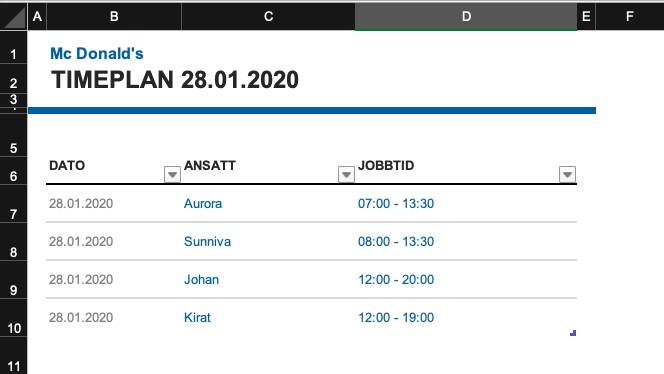 A B C D E F
1 Mc Donald's
2 TIMEPLAN 28.01.2020
3
5
6 DATO ANSATT JOBBTID
7 28.01.2020 Aurora 07:00 - 13:30
8 28.01.2020 Sunniva 08:00 - 13:30
9 28.01.2020 Johan 12:00 - 20:00
10 28.01.2020 Kirat 12:00 - 19:00
11